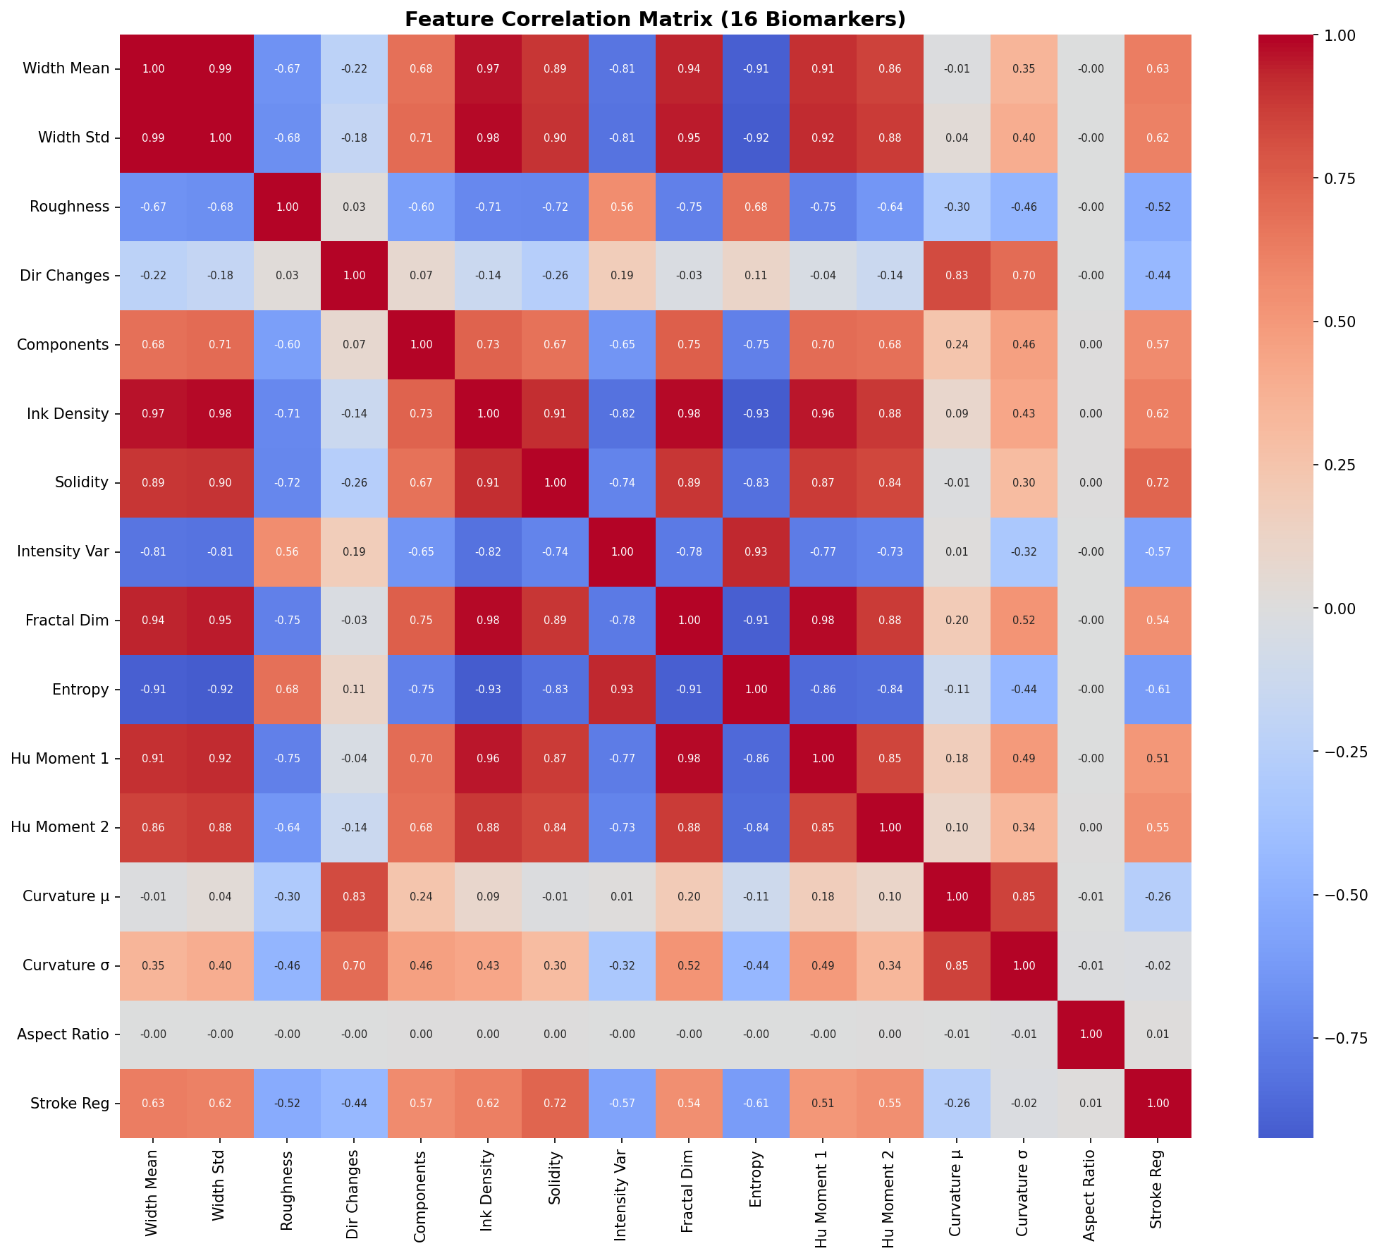 Feature Correlation Matrix (16 Biomarkers)
Width Mean 1.00 0.99 -0.67 -0.22 0.68 0.97 0.89 -0.81 0.94 -0.91 0.91 0.86 -0.01 0.35 -0.00 0.63
Width Std 0.99 1.00 -0.68 -0.18 0.71 0.98 0.90 -0.81 0.95 -0.92 0.92 0.88 0.04 0.40 -0.00 0.62
Roughness -0.67 -0.68 1.00 0.03 -0.60 -0.71 -0.72 0.56 -0.75 0.68 -0.75 -0.64 -0.30 -0.46 -0.00 -0.52
Dir Changes -0.22 -0.18 0.03 1.00 0.07 -0.14 -0.26 0.19 -0.03 0.11 -0.04 -0.14 0.83 0.70 -0.00 -0.44
Components 0.68 0.71 -0.60 0.07 1.00 0.73 0.67 -0.65 0.75 -0.75 0.70 0.68 0.24 0.46 0.00 0.57
Ink Density 0.97 0.98 -0.71 -0.14 0.73 1.00 0.91 -0.82 0.98 -0.93 0.96 0.88 0.09 0.43 0.00 0.62
Solidity 0.89 0.90 -0.72 -0.26 0.67 0.91 1.00 -0.74 0.89 -0.83 0.87 0.84 -0.01 0.30 0.00 0.72
Intensity Var -0.81 -0.81 0.56 0.19 -0.65 -0.82 -0.74 1.00 -0.78 0.93 -0.77 -0.73 0.01 -0.32 -0.00 -0.57
Fractal Dim 0.94 0.95 -0.75 -0.03 0.75 0.98 0.89 -0.78 1.00 -0.91 0.98 0.88 0.20 0.52 -0.00 0.54
Entropy -0.91 -0.92 0.68 0.11 -0.75 -0.93 -0.83 0.93 -0.91 1.00 -0.86 -0.84 -0.11 -0.44 -0.00 -0.61
Hu Moment 1 0.91 0.92 -0.75 -0.04 0.70 0.96 0.87 -0.77 0.98 -0.86 1.00 0.85 0.18 0.49 -0.00 0.51
Hu Moment 2 0.86 0.88 -0.64 -0.14 0.68 0.88 0.84 -0.73 0.88 -0.84 0.85 1.00 0.10 0.34 0.00 0.55
Curvature μ -0.01 0.04 -0.30 0.83 0.24 0.09 -0.01 0.01 0.20 -0.11 0.18 0.10 1.00 0.85 -0.01 -0.26
Curvature σ 0.35 0.40 -0.46 0.70 0.46 0.43 0.30 -0.32 0.52 -0.44 0.49 0.34 0.85 1.00 -0.01 -0.02
Aspect Ratio -0.00 -0.00 -0.00 -0.00 0.00 0.00 0.00 -0.00 -0.00 -0.00 -0.00 0.00 -0.01 -0.01 1.00 0.01
Stroke Reg 0.63 0.62 -0.52 -0.44 0.57 0.62 0.72 -0.57 0.54 -0.61 0.51 0.55 -0.26 -0.02 0.01 1.00
Width Mean
Width Std
Roughness
Dir Changes
Components
Ink Density
Solidity
Intensity Var
Fractal Dim
Entropy
Hu Moment 1
Hu Moment 2
Curvature μ
Curvature σ
Aspect Ratio
Stroke Reg
1.00
0.75
0.50
0.25
0.00
−0.25
−0.50
−0.75